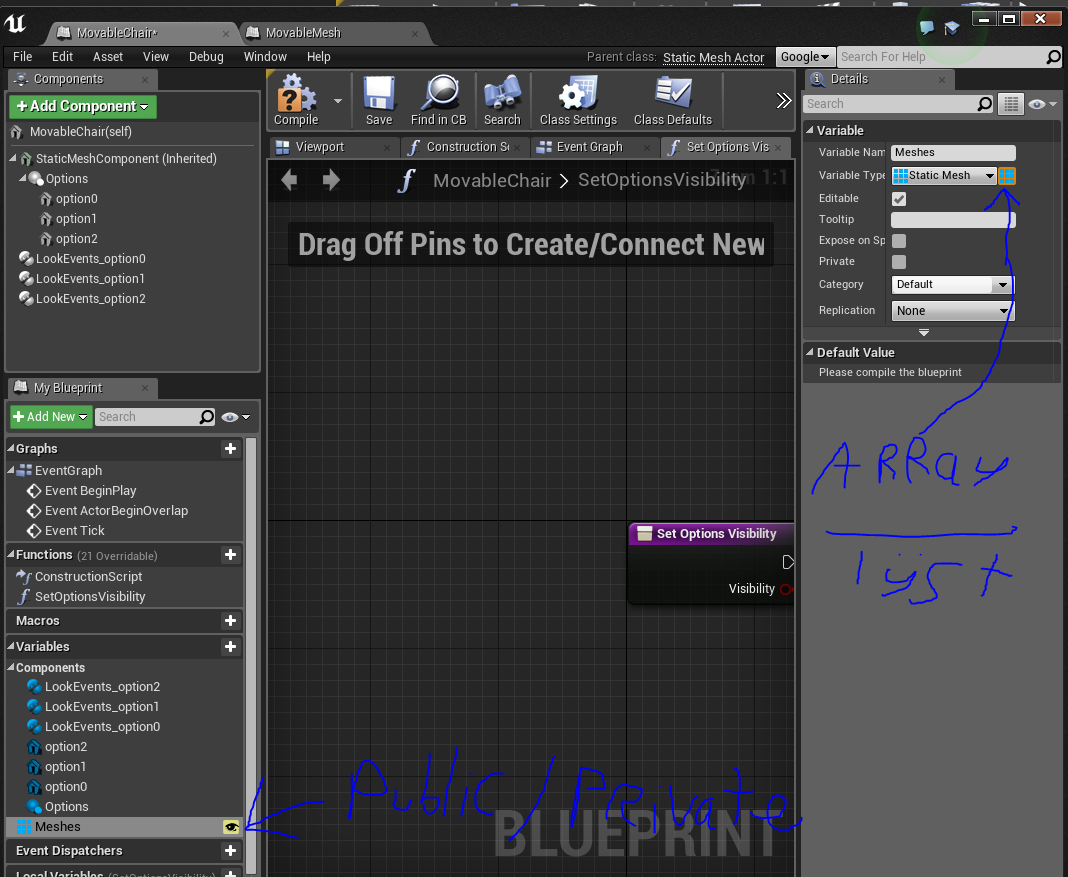 MovableChair*
MovableMesh
File Edit Asset View Debug Window Help
Parent class: Static Mesh Actor
Google
Search For Help
Components
+ Add Component
MovableChair(self)
StaticMeshComponent (Inherited)
Options
option0
option1
option2
LookEvents_option0
LookEvents_option1
LookEvents_option2
My Blueprint
+ Add New
Search
Graphs
EventGraph
Event BeginPlay
Event ActorBeginOverlap
Event Tick
Functions (21 Overridable)
ConstructionScript
SetOptionsVisibility
Macros
Variables
Components
LookEvents_option2
LookEvents_option1
LookEvents_option0
option2
option1
option0
Options
Meshes
Event Dispatchers
Local Variables (SetOptionsVisibility)
Compile
Save
Find in CB
Search
Class Settings
Class Defaults
Viewport
Construction Sc
Event Graph
Set Options Vis
MovableChair > SetOptionsVisibility
Zoom 1:1
Drag Off Pins to Create/Connect New
Set Options Visibility
Visibility
Public/Private
BLUEPRINT
Details
Search
Variable
Variable Nam
Meshes
Variable Type
Static Mesh
Editable
Tooltip
Expose on Sp
Private
Category
Default
Replication
None
Default Value
Please compile the blueprint
ARRay